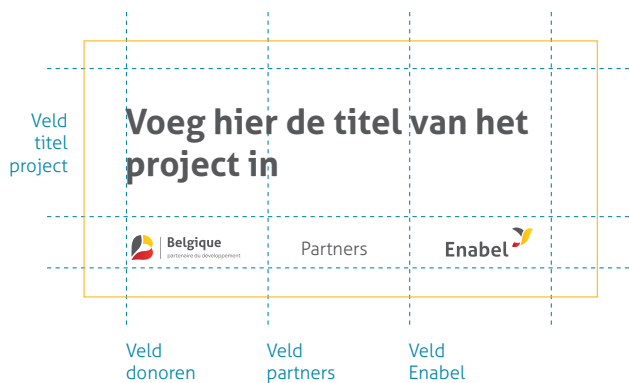 Veld
titel
project
Voeg hier de titel van het
project in
Belgique
partenaire du développement
Partners
Enabel
Veld
donoren
Veld
partners
Veld
Enabel